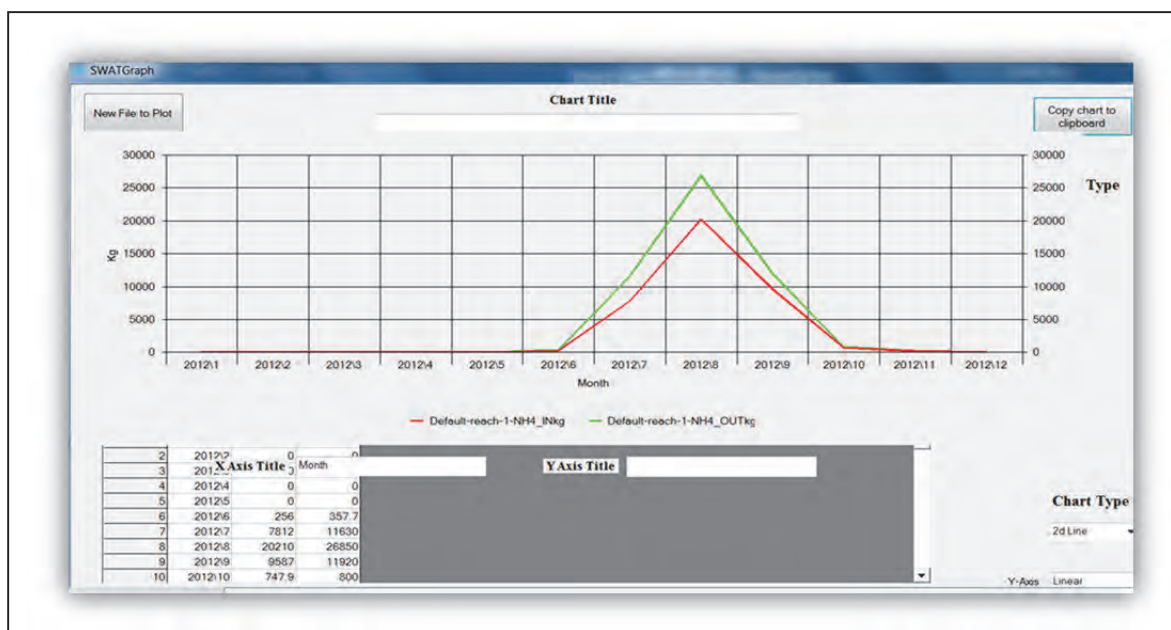 SWATGraph
New File to Plot
Chart Title
Copy chart to
clipboard
Type
30000 30000
25000 25000
20000 20000
15000 15000
10000 10000
5000 5000
0 0
Kg
2012\1 2012\2 2012\3 2012\4 2012\5 2012\6 2012\7 2012\8 2012\9 2012\10 2012\11 2012\12
Month
Default-reach-1-NH4_INkg Default-reach-1-NH4_OUTkg
2 2012\2 0 0
3 X Axis Title Month Y Axis Title
4 2012\4 0 0
5 2012\5 0 0
6 2012\6 256 357.7
7 2012\7 7812 11630
8 2012\8 20210 26850
9 2012\9 9587 11920
10 2012\10 747.9 800
Chart Type
2d Line
Y-Axis Linear